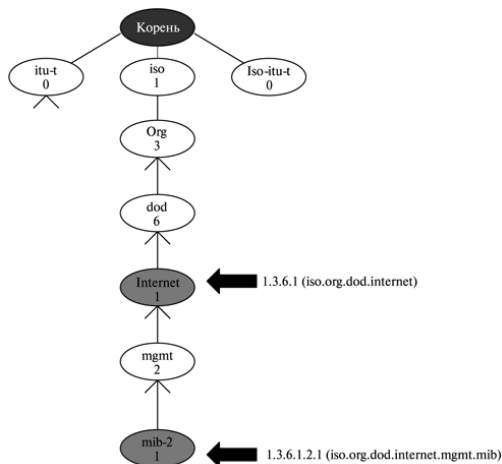 Корень
itu-t
0
iso
1
Iso-itu-t
0
Org
3
dod
6
Internet
1
1.3.6.1 (iso.org.dod.internet)
mgmt
2
mib-2
1
1.3.6.1.2.1 (iso.org.dod.internet.mgmt.mib)